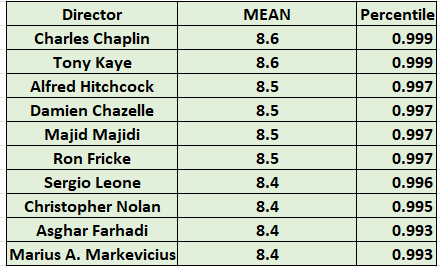 Director MEAN Percentile
Charles Chaplin 8.6 0.999
Tony Kaye 8.6 0.999
Alfred Hitchcock 8.5 0.997
Damien Chazelle 8.5 0.997
Majid Majidi 8.5 0.997
Ron Fricke 8.5 0.997
Sergio Leone 8.4 0.996
Christopher Nolan 8.4 0.995
Asghar Farhadi 8.4 0.993
Marius A. Markevicius 8.4 0.993